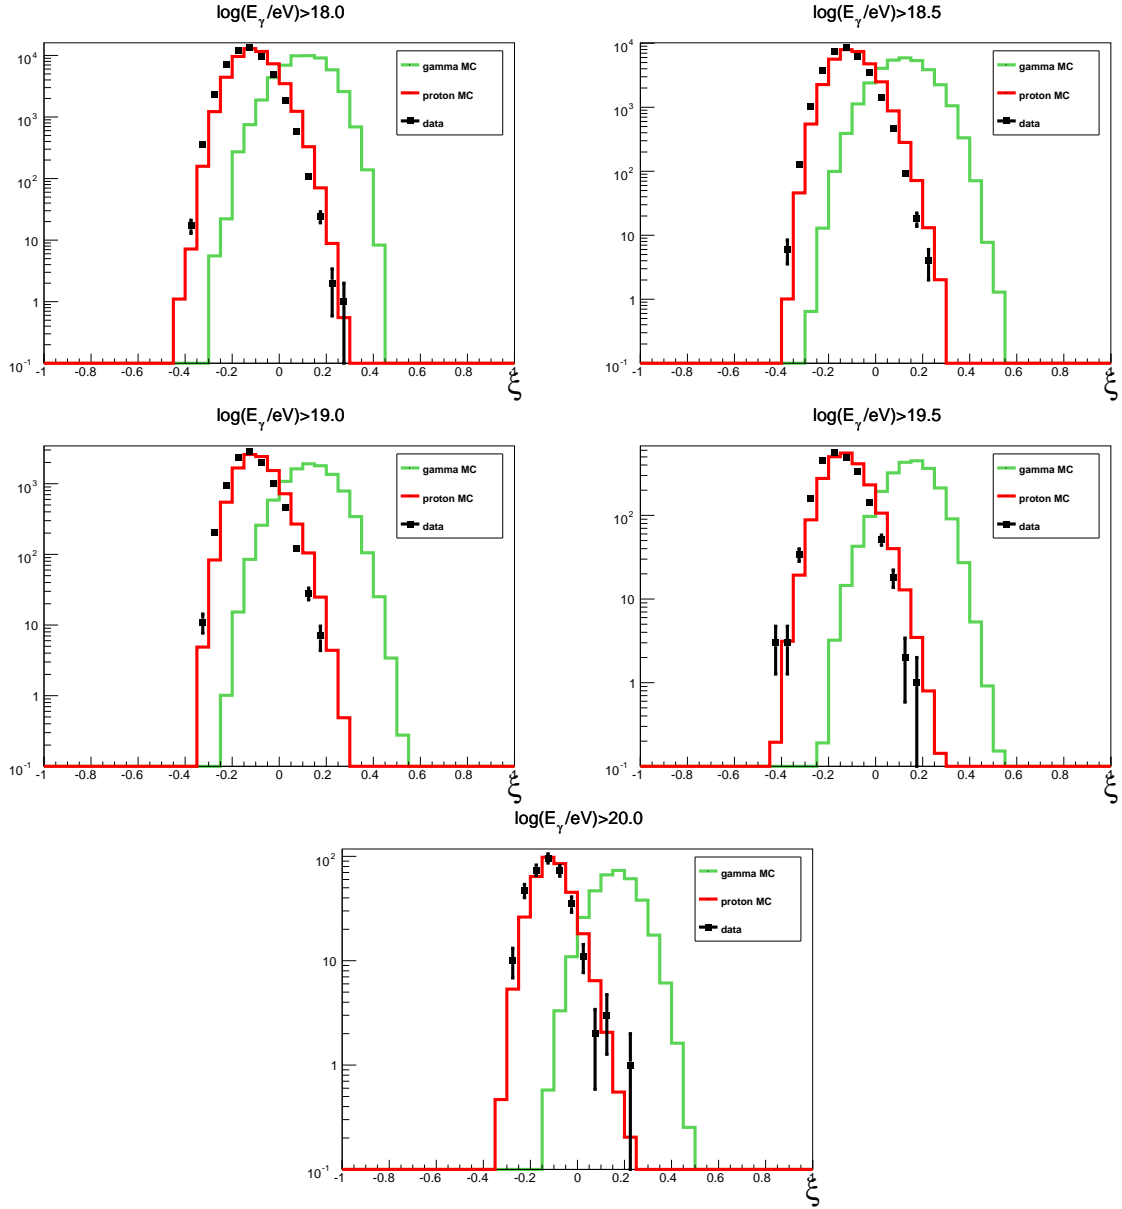 log(E_γ/eV)>18.0
10^4
10^3
10^2
10
1
10^-1
gamma MC
proton MC
data
-1 -0.8 -0.6 -0.4 -0.2 0 0.2 0.4 0.6 0.8 1
ξ
log(E_γ/eV)>18.5
10^4
10^3
10^2
10
1
10^-1
gamma MC
proton MC
data
-1 -0.8 -0.6 -0.4 -0.2 0 0.2 0.4 0.6 0.8 1
ξ
log(E_γ/eV)>19.0
10^3
10^2
10
1
10^-1
gamma MC
proton MC
data
-1 -0.8 -0.6 -0.4 -0.2 0 0.2 0.4 0.6 0.8 1
ξ
log(E_γ/eV)>19.5
10^2
10
1
10^-1
gamma MC
proton MC
data
-1 -0.8 -0.6 -0.4 -0.2 0 0.2 0.4 0.6 0.8 1
ξ
log(E_γ/eV)>20.0
10^2
10
1
10^-1
gamma MC
proton MC
data
-1 -0.8 -0.6 -0.4 -0.2 0 0.2 0.4 0.6 0.8 1
ξ